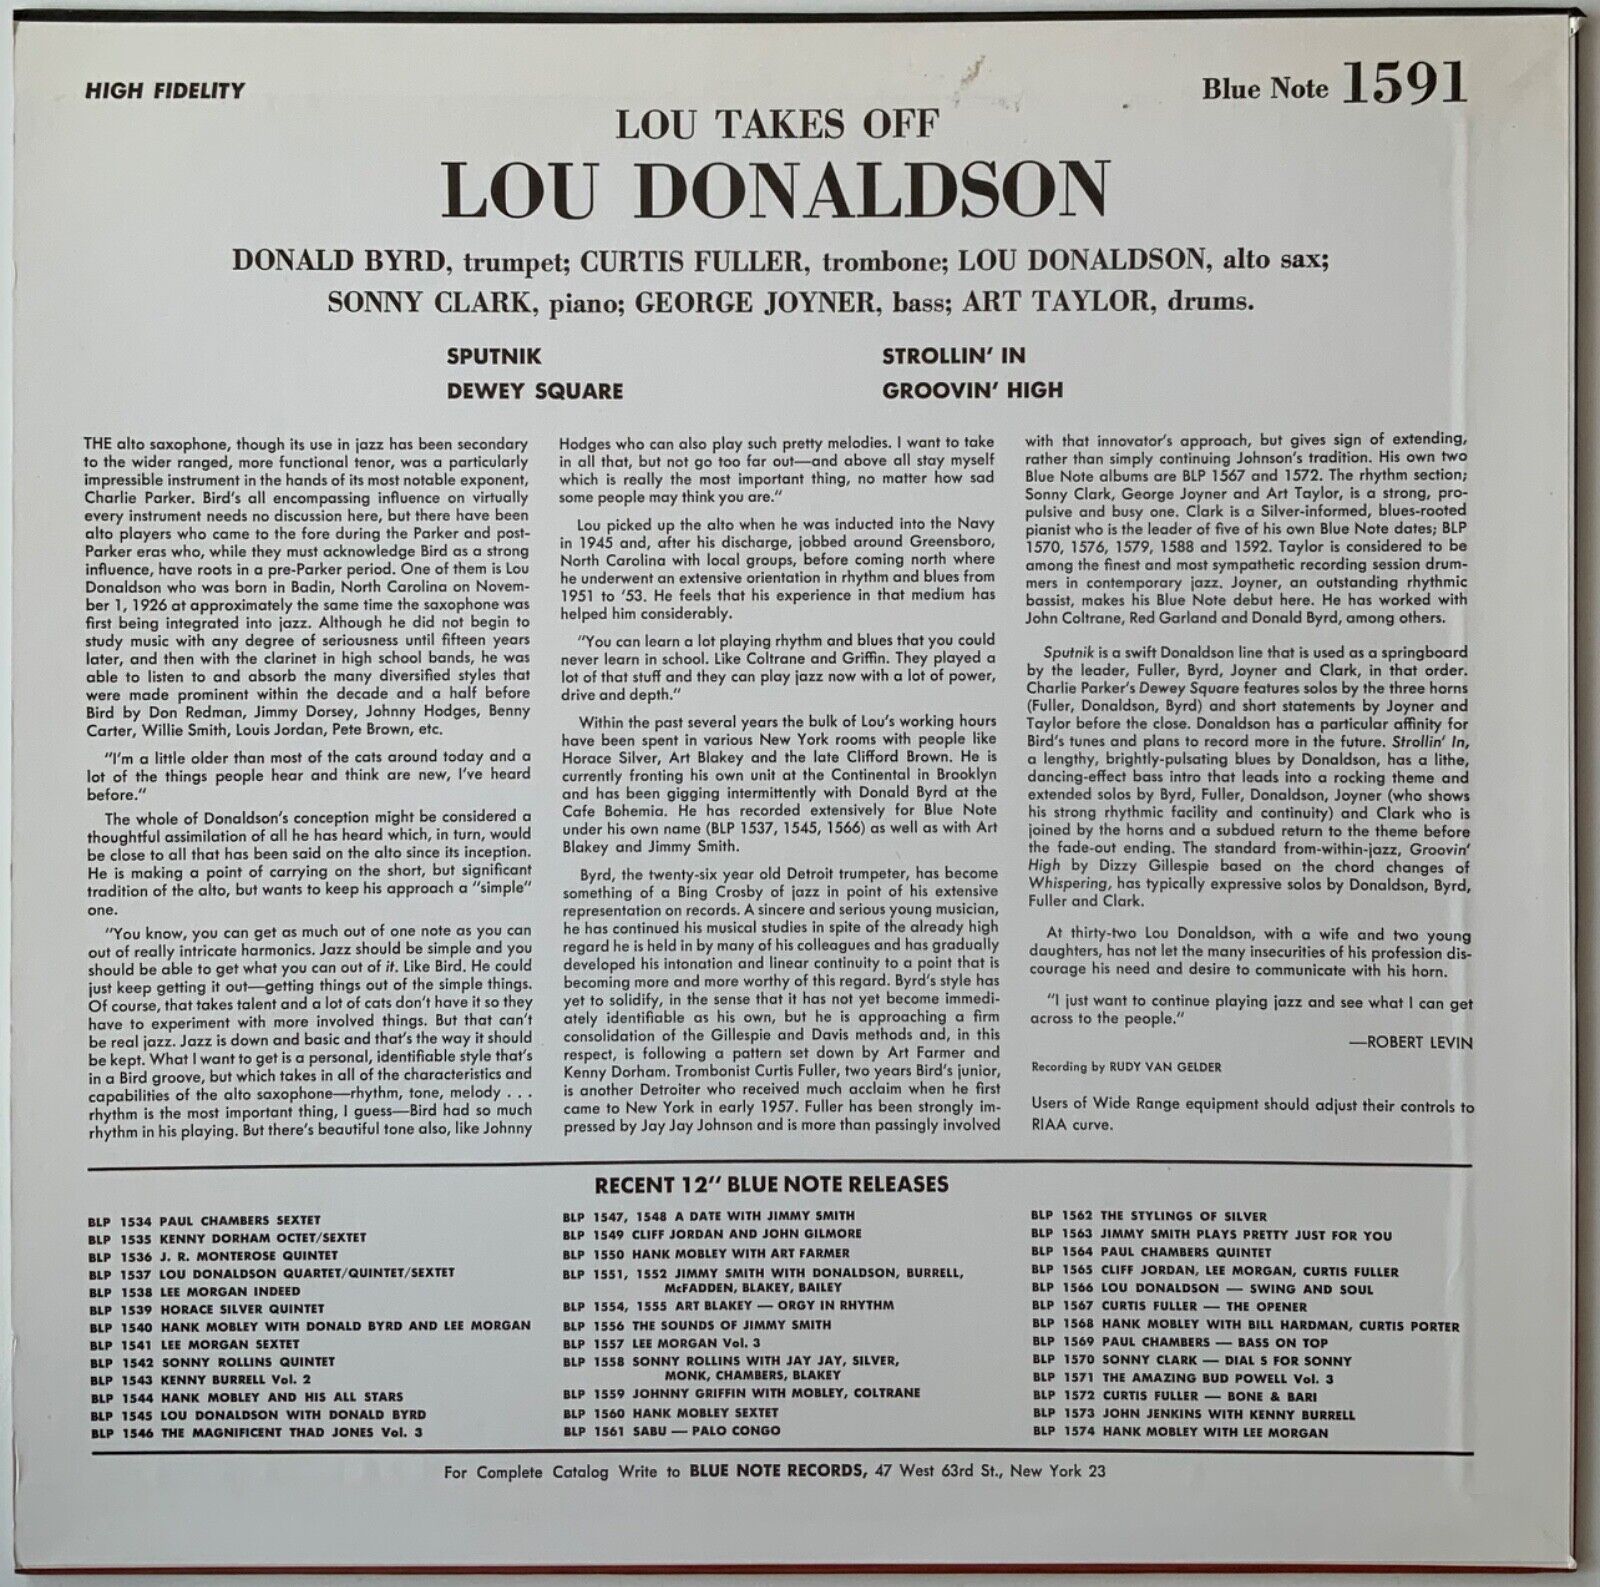 HIGH FIDELITY
Blue Note 1591
LOU TAKES OFF
LOU DONALDSON
DONALD BYRD, trumpet; CURTIS FULLER, trombone; LOU DONALDSON, alto sax;
SONNY CLARK, piano; GEORGE JOYNER, bass; ART TAYLOR, drums.
SPUTNIK
DEWEY SQUARE
STROLLIN' IN
GROOVIN' HIGH
THE alto saxophone, though its use in jazz has been secondary
to the wider ranged, more functional tenor, was a particularly
impressible instrument in the hands of its most notable exponent,
Charlie Parker. Bird's all encompassing influence on virtually
every instrument needs no discussion here, but there have been
alto players who came to the fore during the Parker and post-
Parker eras who, while they must acknowledge Bird as a strong
influence, have roots in a pre-Parker period. One of them is Lou
Donaldson who was born in Badin, North Carolina on Novem-
ber 1, 1926 at approximately the same time the saxophone was
first being integrated into jazz. Although he did not begin to
study music with any degree of seriousness until fifteen years
later, and then with the clarinet in high school bands, he was
able to listen to and absorb the many diversified styles that
were made prominent within the decade and a half before
Bird by Don Redman, Jimmy Dorsey, Johnny Hodges, Benny
Carter, Willie Smith, Louis Jordan, Pete Brown, etc.
"I'm a little older than most of the cats around today and a
lot of the things people hear and think are new, I've heard
before."
The whole of Donaldson's conception might be considered a
thoughtful assimilation of all he has heard which, in turn, would
be close to all that has been said on the alto since its inception.
He is making a point of carrying on the short, but significant
tradition of the alto, but wants to keep his approach a "simple"
one.
"You know, you can get as much out of one note as you can
out of really intricate harmonics. Jazz should be simple and you
should be able to get what you can out of it. Like Bird. He could
just keep getting it out—getting things out of the simple things.
Of course, that takes talent and a lot of cats don't have it so they
have to experiment with more involved things. But that can't
be real jazz. Jazz is down and basic and that's the way it should
be kept. What I want to get is a personal, identifiable style that's
in a Bird groove, but which takes in all of the characteristics and
capabilities of the alto saxophone—rhythm, tone, melody . . .
rhythm is the most important thing, I guess—Bird had so much
rhythm in his playing. But there's beautiful tone also, like Johnny
Hodges who can also play such pretty melodies. I want to take
in all that, but not go too far out—and above all stay myself
which is really the most important thing, no matter how sad
some people may think you are."
Lou picked up the alto when he was inducted into the Navy
in 1945 and, after his discharge, jobbed around Greensboro,
North Carolina with local groups, before coming north where
he underwent an extensive orientation in rhythm and blues from
1951 to '53. He feels that his experience in that medium has
helped him considerably.
"You can learn a lot playing rhythm and blues that you could
never learn in school. Like Coltrane and Griffin. They played a
lot of that stuff and they can play jazz now with a lot of power,
drive and depth."
Within the past several years the bulk of Lou's working hours
have been spent in various New York rooms with people like
Horace Silver, Art Blakey and the late Clifford Brown. He is
currently fronting his own unit at the Continental in Brooklyn
and has been gigging intermittently with Donald Byrd at the
Cafe Bohemia. He has recorded extensively for Blue Note
under his own name (BLP 1537, 1545, 1566) as well as with Art
Blakey and Jimmy Smith.
Byrd, the twenty-six year old Detroit trumpeter, has become
something of a Bing Crosby of jazz in point of his extensive
representation on records. A sincere and serious young musician,
he has continued his musical studies in spite of the already high
regard he is held in by many of his colleagues and has gradually
developed his intonation and linear continuity to a point that is
becoming more and more worthy of this regard. Byrd's style has
yet to solidify, in the sense that it has not yet become immedi-
ately identifiable as his own, but he is approaching a firm
consolidation of the Gillespie and Davis methods and, in this
respect, is following a pattern set down by Art Farmer and
Kenny Dorham. Trombonist Curtis Fuller, two years Bird's junior,
is another Detroiter who received much acclaim when he first
came to New York in early 1957. Fuller has been strongly im-
pressed by Jay Jay Johnson and is more than passingly involved
with that innovator's approach, but gives sign of extending,
rather than simply continuing Johnson's tradition. His own two
Blue Note albums are BLP 1567 and 1572. The rhythm section;
Sonny Clark, George Joyner and Art Taylor, is a strong, pro-
pulsive and busy one. Clark is a Silver-informed, blues-rooted
pianist who is the leader of five of his own Blue Note dates; BLP
1570, 1576, 1579, 1588 and 1592. Taylor is considered to be
among the finest and most sympathetic recording session drum-
mers in contemporary jazz. Joyner, an outstanding rhythmic
bassist, makes his Blue Note debut here. He has worked with
John Coltrane, Red Garland and Donald Byrd, among others.
Sputnik is a swift Donaldson line that is used as a springboard
by the leader, Fuller, Byrd, Joyner and Clark, in that order.
Charlie Parker's Dewey Square features solos by the three horns
(Fuller, Donaldson, Byrd) and short statements by Joyner and
Taylor before the close. Donaldson has a particular affinity for
Bird's tunes and plans to record more in the future. Strollin' In,
a lengthy, brightly-pulsating blues by Donaldson, has a lithe,
dancing-effect bass intro that leads into a rocking theme and
extended solos by Byrd, Fuller, Donaldson, Joyner (who shows
his strong rhythmic facility and continuity) and Clark who is
joined by the horns and a subdued return to the theme before
the fade-out ending. The standard from-within-jazz, Groovin'
High by Dizzy Gillespie based on the chord changes of
Whispering, has typically expressive solos by Donaldson, Byrd,
Fuller and Clark.
At thirty-two Lou Donaldson, with a wife and two young
daughters, has not let the many insecurities of his profession dis-
courage his need and desire to communicate with his horn.
"I just want to continue playing jazz and see what I can get
across to the people."
—ROBERT LEVIN
Recording by RUDY VAN GELDER
Users of Wide Range equipment should adjust their controls to
RIAA curve.
RECENT 12" BLUE NOTE RELEASES
BLP 1534 PAUL CHAMBERS SEXTET
BLP 1535 KENNY DORHAM OCTET/SEXTET
BLP 1536 J. R. MONTEROSE QUINTET
BLP 1537 LOU DONALDSON QUARTET/QUINTET/SEXTET
BLP 1538 LEE MORGAN INDEED
BLP 1539 HORACE SILVER QUINTET
BLP 1540 HANK MOBLEY WITH DONALD BYRD AND LEE MORGAN
BLP 1541 LEE MORGAN SEXTET
BLP 1542 SONNY ROLLINS QUINTET
BLP 1543 KENNY BURRELL Vol. 2
BLP 1544 HANK MOBLEY AND HIS ALL STARS
BLP 1545 LOU DONALDSON WITH DONALD BYRD
BLP 1546 THE MAGNIFICENT THAD JONES Vol. 3
BLP 1547, 1548 A DATE WITH JIMMY SMITH
BLP 1549 CLIFF JORDAN AND JOHN GILMORE
BLP 1550 HANK MOBLEY WITH ART FARMER
BLP 1551, 1552 JIMMY SMITH WITH DONALDSON, BURRELL,
McFADDEN, BLAKEY, BAILEY
BLP 1554, 1555 ART BLAKEY — ORGY IN RHYTHM
BLP 1556 THE SOUNDS OF JIMMY SMITH
BLP 1557 LEE MORGAN Vol. 3
BLP 1558 SONNY ROLLINS WITH JAY JAY, SILVER,
MONK, CHAMBERS, BLAKEY
BLP 1559 JOHNNY GRIFFIN WITH MOBLEY, COLTRANE
BLP 1560 HANK MOBLEY SEXTET
BLP 1561 SABU — PALO CONGO
BLP 1562 THE STYLINGS OF SILVER
BLP 1563 JIMMY SMITH PLAYS PRETTY JUST FOR YOU
BLP 1564 PAUL CHAMBERS QUINTET
BLP 1565 CLIFF JORDAN, LEE MORGAN, CURTIS FULLER
BLP 1566 LOU DONALDSON — SWING AND SOUL
BLP 1567 CURTIS FULLER — THE OPENER
BLP 1568 HANK MOBLEY WITH BILL HARDMAN, CURTIS PORTER
BLP 1569 PAUL CHAMBERS — BASS ON TOP
BLP 1570 SONNY CLARK — DIAL S FOR SONNY
BLP 1571 THE AMAZING BUD POWELL Vol. 3
BLP 1572 CURTIS FULLER — BONE & BARI
BLP 1573 JOHN JENKINS WITH KENNY BURRELL
BLP 1574 HANK MOBLEY WITH LEE MORGAN
For Complete Catalog Write to BLUE NOTE RECORDS, 47 West 63rd St., New York 23